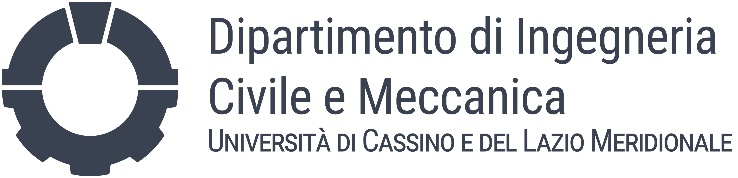 Dipartimento di Ingegneria
Civile e Meccanica
UNIVERSITÀ DI CASSINO E DEL LAZIO MERIDIONALE